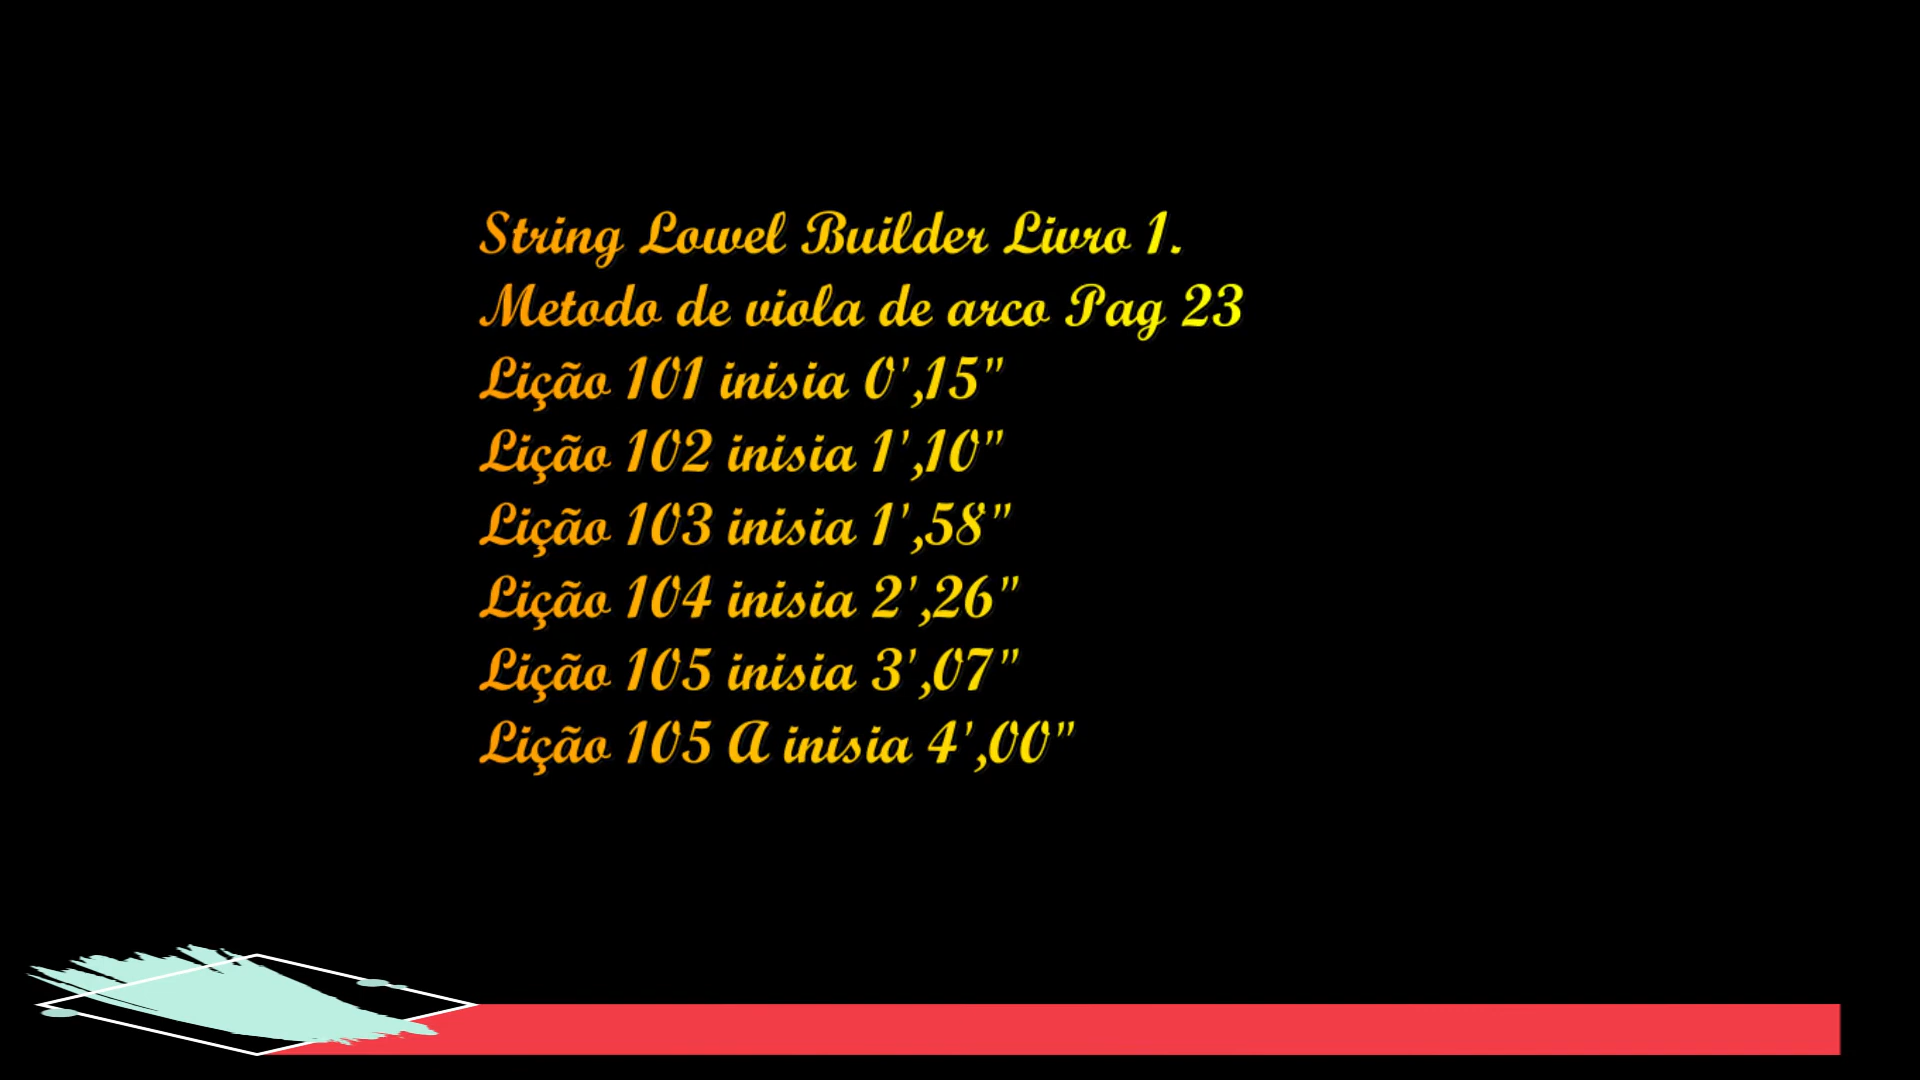 String Lowel Builder Livro 1.
Metodo de viola de arco Pag 23
Lição 101 inisia 0',15"
Lição 102 inisia 1',10"
Lição 103 inisia 1',58"
Lição 104 inisia 2',26"
Lição 105 inisia 3',07"
Lição 105 A inisia 4',00"